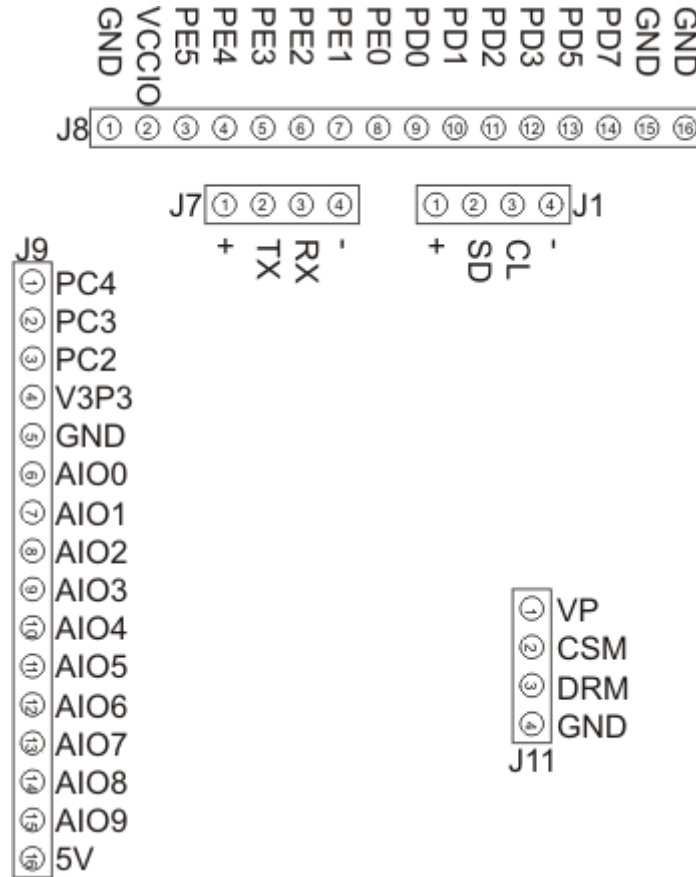 GND VCCIO PE5 PE4 PE3 PE2 PE1 PE0 PD0 PD1 PD2 PD3 PD5 PD7 GND GND
J8 1 2 3 4 5 6 7 8 9 10 11 12 13 14 15 16
J7 1 2 3 4
+ TX RX -
1 2 3 4 J1
+ SD CL -
J9
1 PC4
2 PC3
3 PC2
4 V3P3
5 GND
6 AIO0
7 AIO1
8 AIO2
9 AIO3
10 AIO4
11 AIO5
12 AIO6
13 AIO7
14 AIO8
15 AIO9
16 5V
1 VP
2 CSM
3 DRM
4 GND
J11